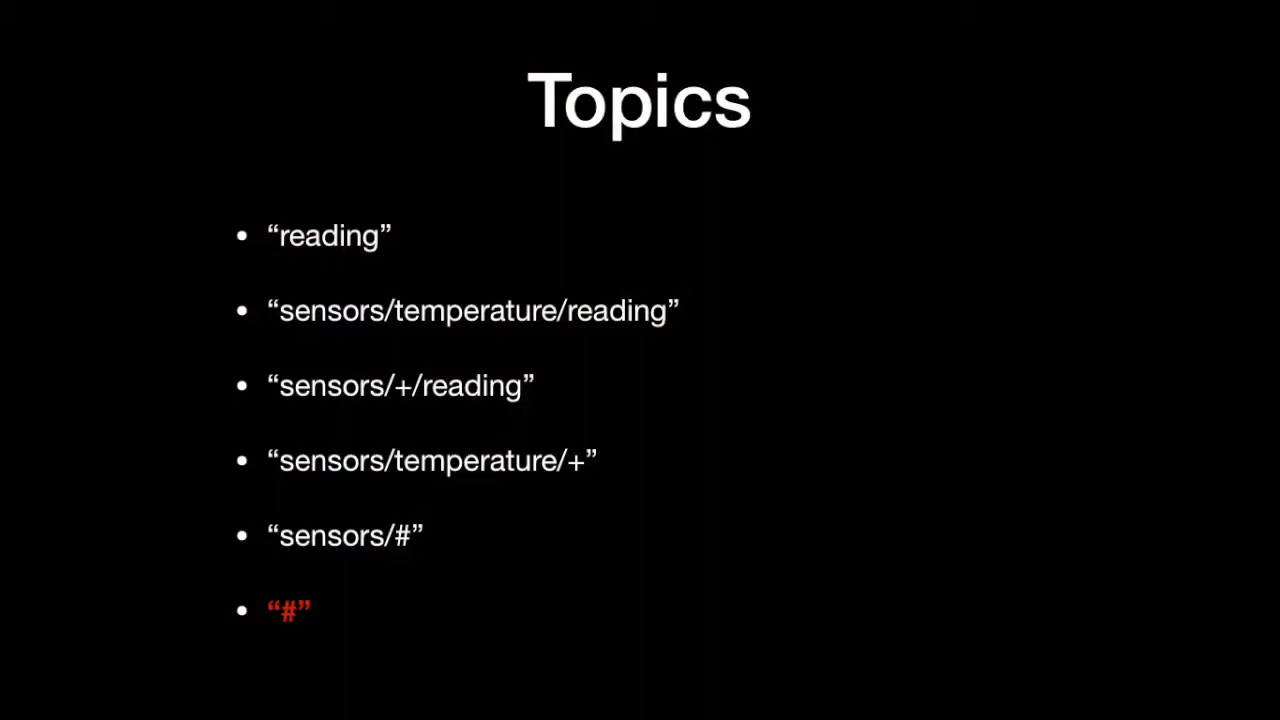 Topics
• “reading”
• “sensors/temperature/reading”
• “sensors/+/reading”
• “sensors/temperature/+”
• “sensors/#”
• “#”